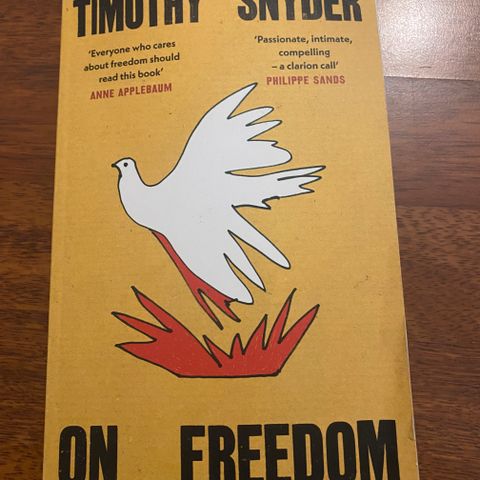 TIMOTHY SNYDER
'Everyone who cares
about freedom should
read this book'
ANNE APPLEBAUM
'Passionate, intimate,
compelling
– a clarion call'
PHILIPPE SANDS
ON FREEDOM